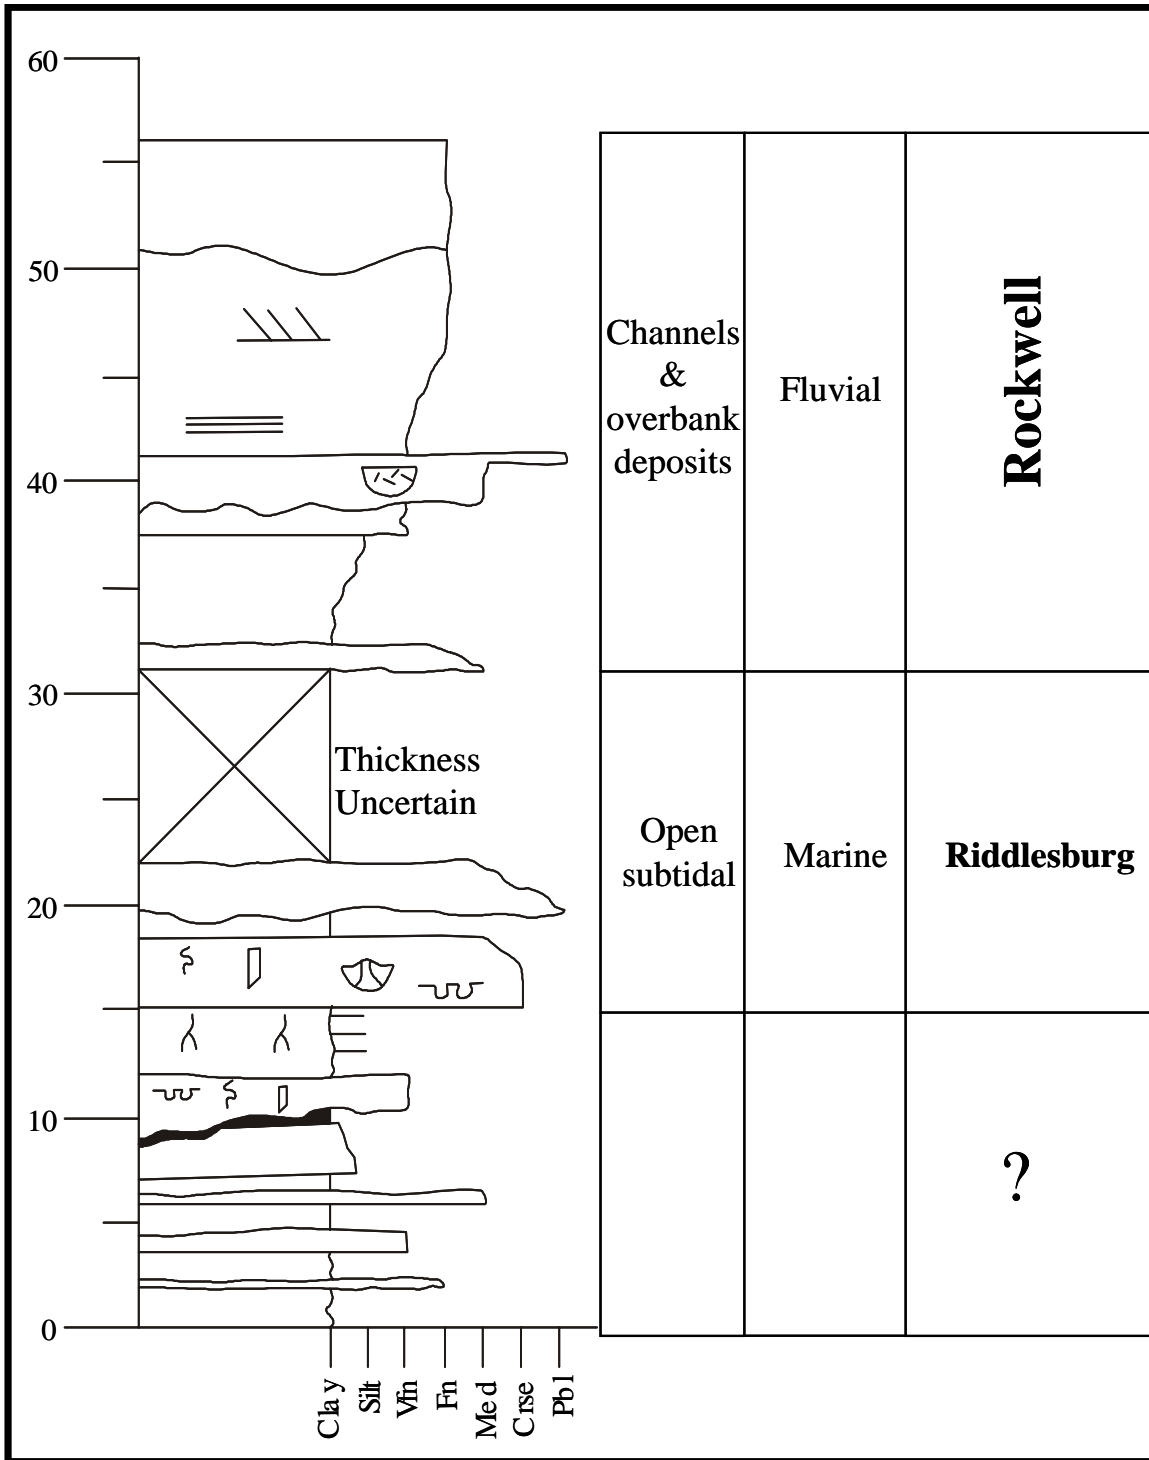 60
50
40
30
20
10
0
Thickness
Uncertain
Clay
Silt
Vfn
Fn
Med
Crse
Pbl
Channels
&
overbank
deposits
Fluvial
Rockwell
Open
subtidal
Marine
Riddlesburg
?